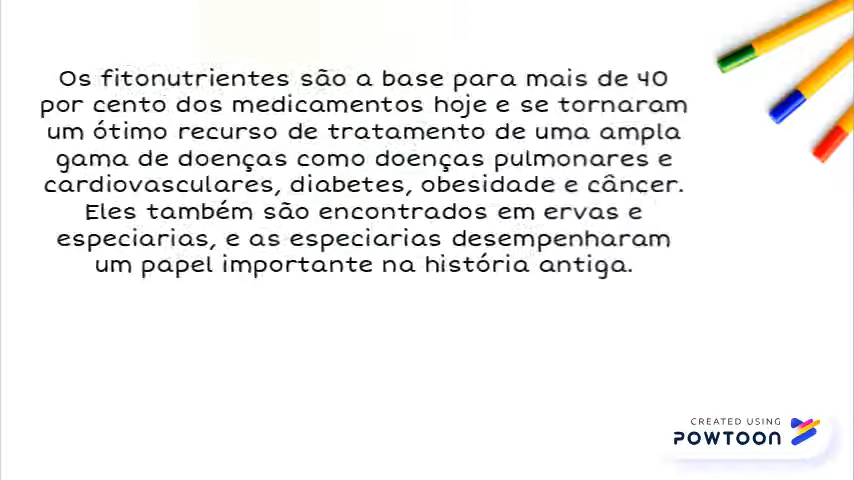 Os fitonutrientes são a base para mais de 40
por cento dos medicamentos hoje e se tornaram
um ótimo recurso de tratamento de uma ampla
gama de doenças como doenças pulmonares e
cardiovasculares, diabetes, obesidade e câncer.
Eles também são encontrados em ervas e
especiarias, e as especiarias desempenharam
um papel importante na história antiga.
CREATED USING
POWTOON